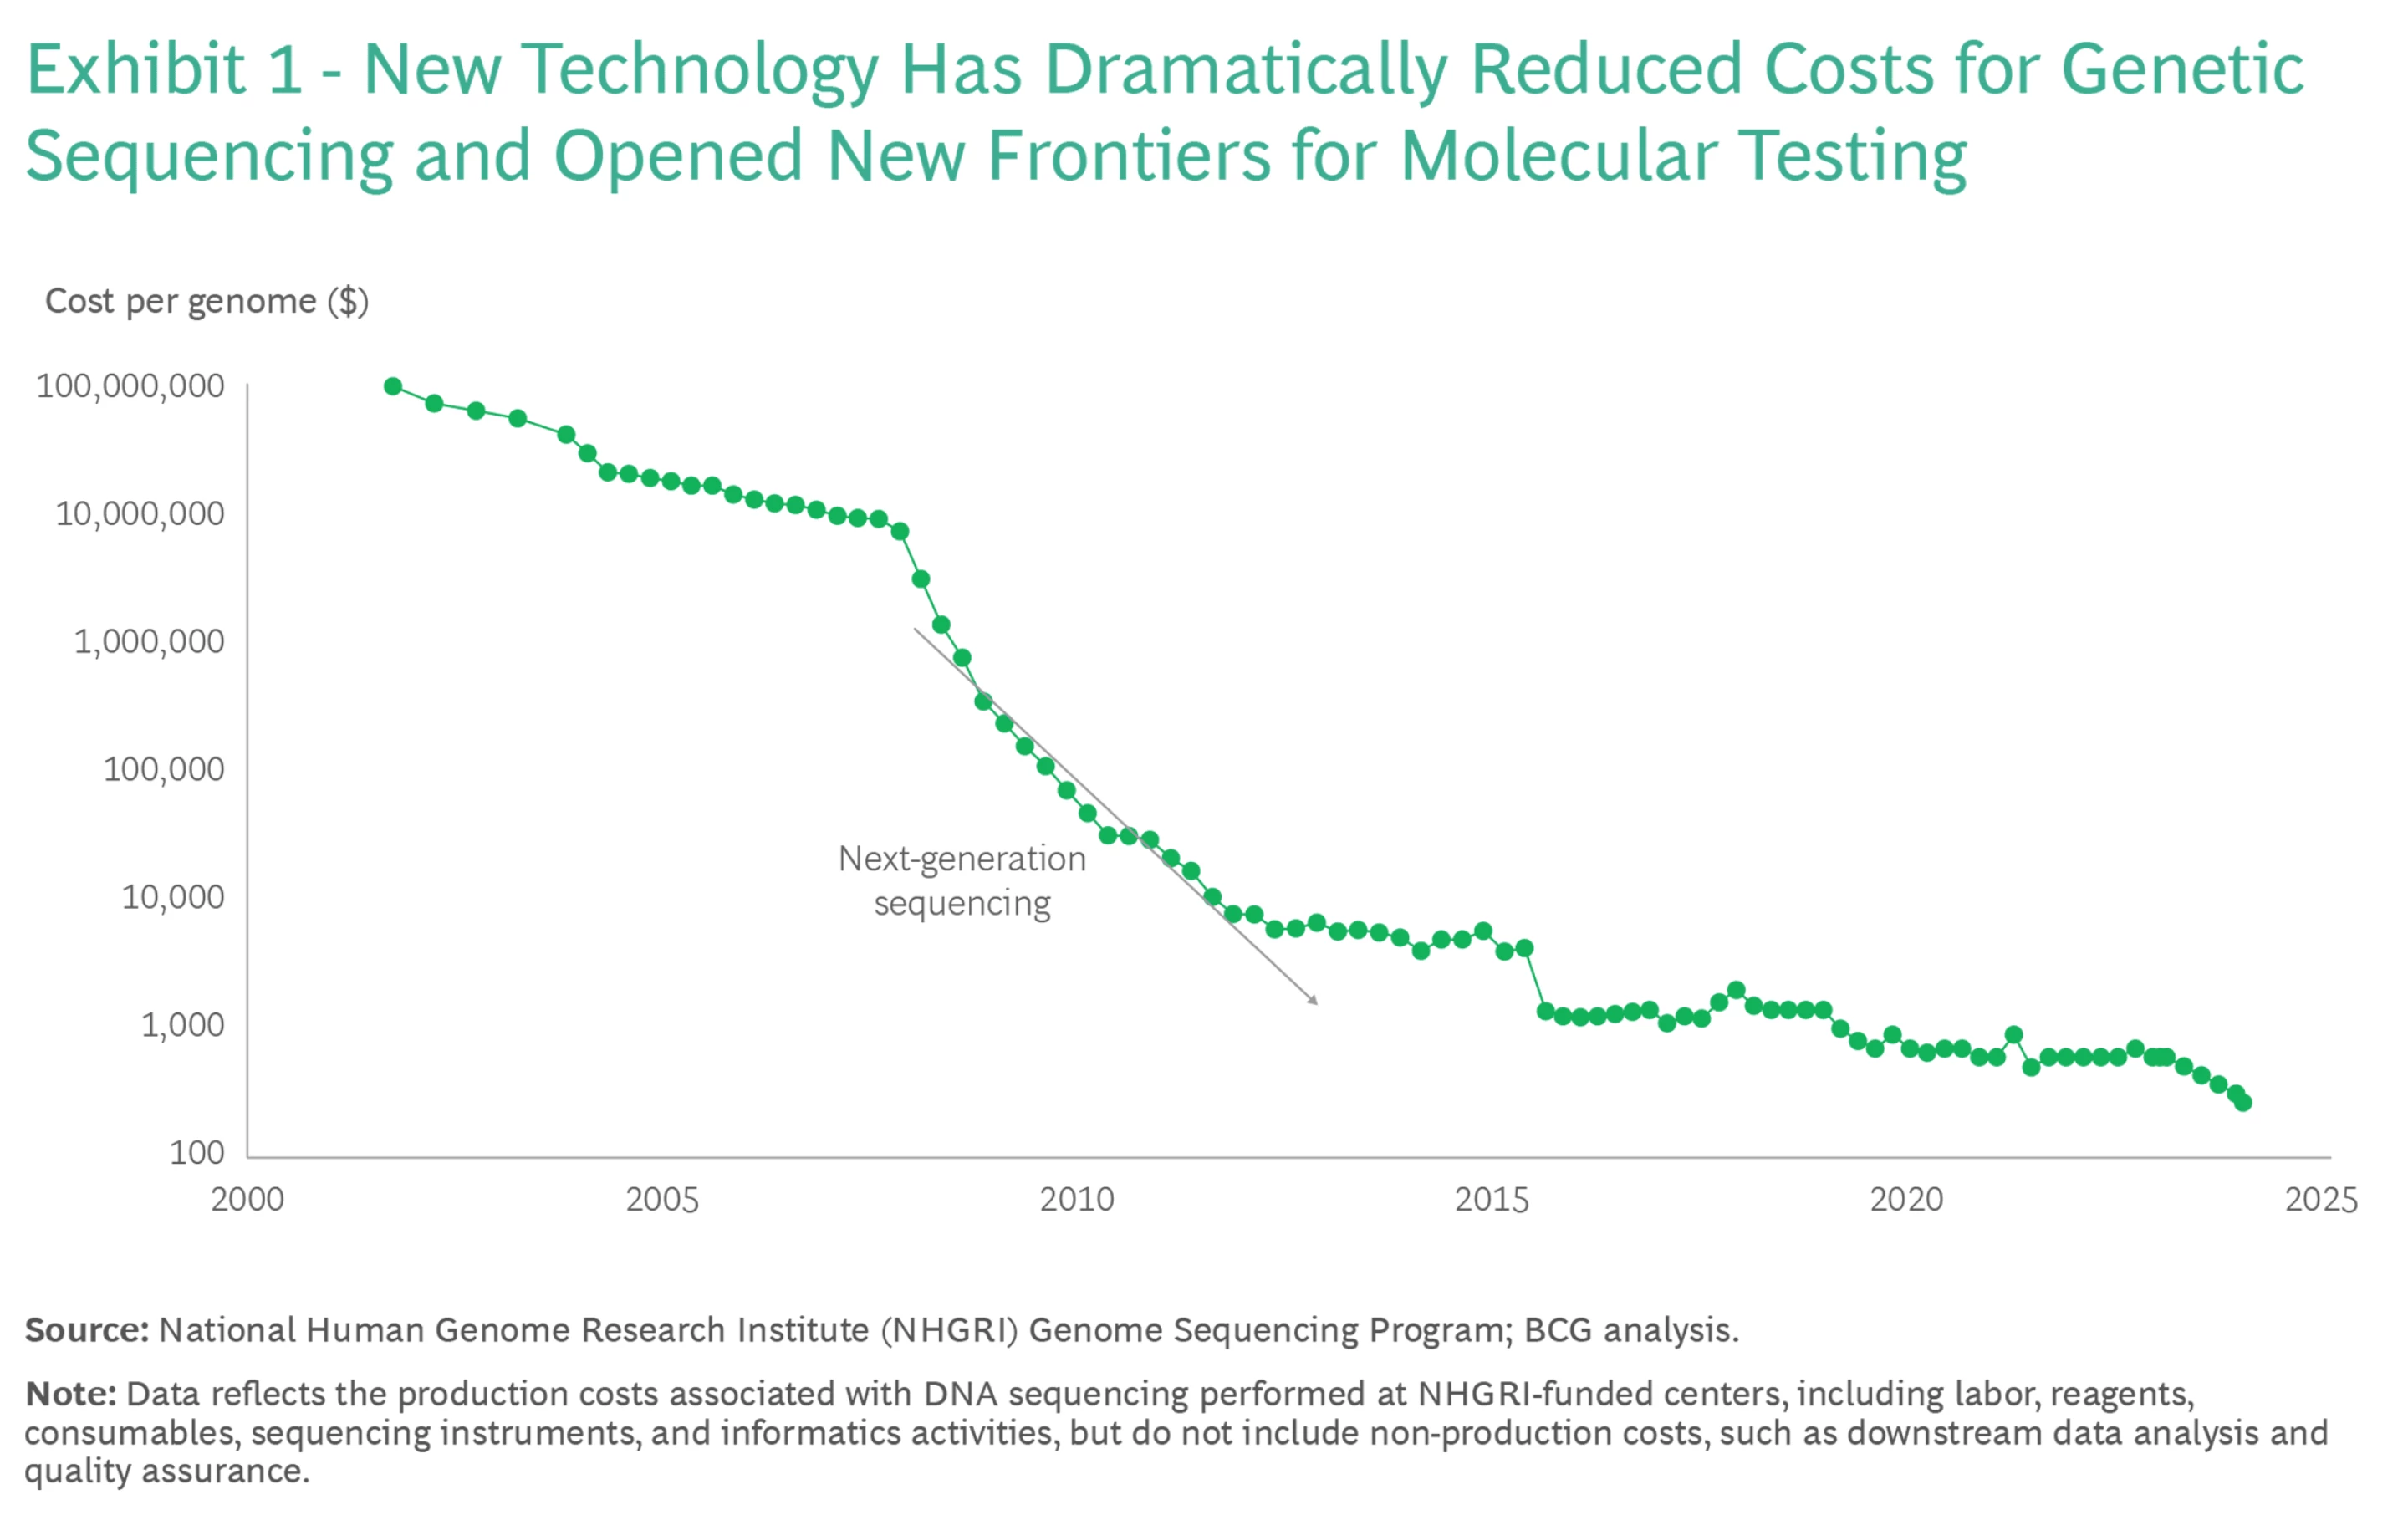 Exhibit 1 - New Technology Has Dramatically Reduced Costs for Genetic
Sequencing and Opened New Frontiers for Molecular Testing
Cost per genome ($)
100,000,000
10,000,000
1,000,000
100,000
10,000
1,000
100
Next-generation
sequencing
2000
2005
2010
2015
2020
2025
Source: National Human Genome Research Institute (NHGRI) Genome Sequencing Program; BCG analysis.
Note: Data reflects the production costs associated with DNA sequencing performed at NHGRI-funded centers, including labor, reagents,
consumables, sequencing instruments, and informatics activities, but do not include non-production costs, such as downstream data analysis and
quality assurance.